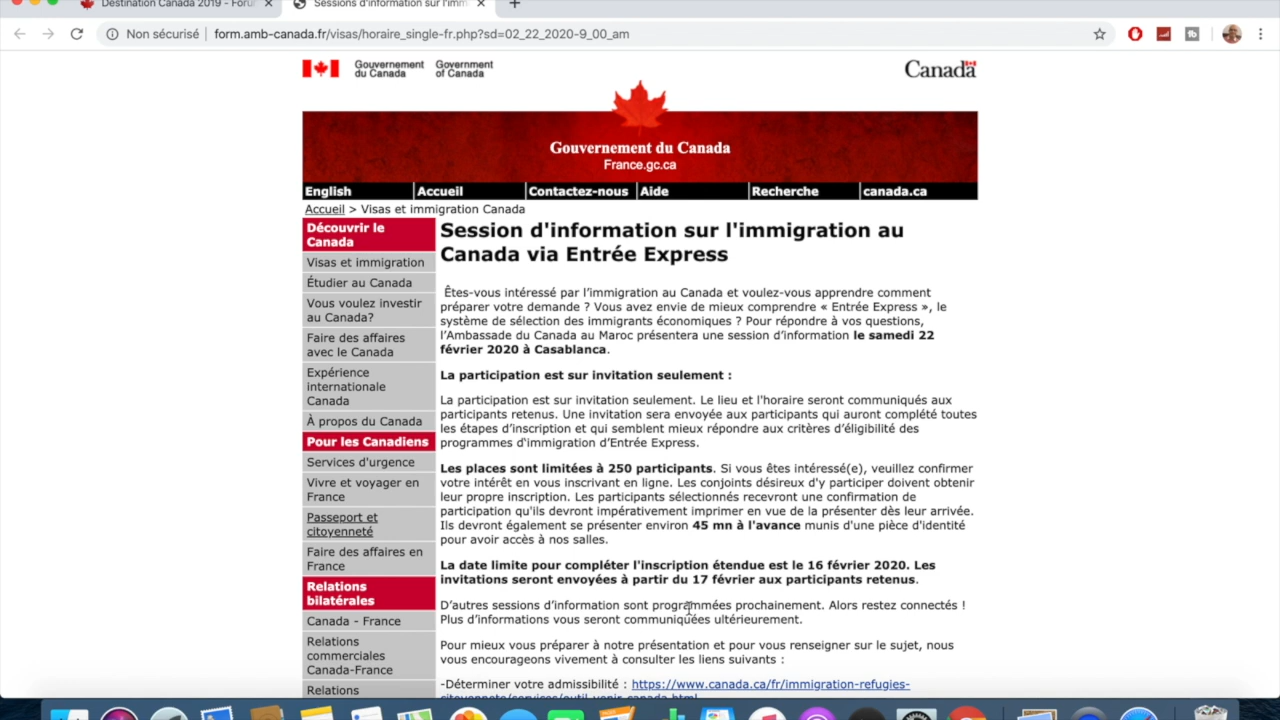 Destination Canada 2019 - Foru
Sessions d'information sur l'imm
Non sécurisé
form.amb-canada.fr/visas/horaire_single-fr.php?sd=02_22_2020-9_00_am
Gouvernement
du Canada
Government
of Canada
Canada
Gouvernement du Canada
France.gc.ca
English
Accueil
Contactez-nous
Aide
Recherche
canada.ca
Accueil > Visas et immigration Canada
Découvrir le
Canada
Visas et immigration
Étudier au Canada
Vous voulez investir
au Canada?
Faire des affaires
avec le Canada
Expérience
internationale
Canada
À propos du Canada
Pour les Canadiens
Services d'urgence
Vivre et voyager en
France
Passeport et
citoyenneté
Faire des affaires en
France
Relations
bilatérales
Canada - France
Relations
commerciales
Canada-France
Relations
Session d'information sur l'immigration au
Canada via Entrée Express
Êtes-vous intéressé par l’immigration au Canada et voulez-vous apprendre comment
préparer votre demande ? Vous avez envie de mieux comprendre « Entrée Express », le
système de sélection des immigrants économiques ? Pour répondre à vos questions,
l’Ambassade du Canada au Maroc présentera une session d’information le samedi 22
février 2020 à Casablanca.
La participation est sur invitation seulement :
La participation est sur invitation seulement. Le lieu et l'horaire seront communiqués aux
participants retenus. Une invitation sera envoyée aux participants qui auront complété toutes
les étapes d’inscription et qui semblent mieux répondre aux critères d’éligibilité des
programmes d‘immigration d’Entrée Express.
Les places sont limitées à 250 participants. Si vous êtes intéressé(e), veuillez confirmer
votre intérêt en vous inscrivant en ligne. Les conjoints désireux d'y participer doivent obtenir
leur propre inscription. Les participants sélectionnés recevront une confirmation de
participation qu'ils devront impérativement imprimer en vue de la présenter dès leur arrivée.
Ils devront également se présenter environ 45 mn à l'avance munis d'une pièce d'identité
pour avoir accès à nos salles.
La date limite pour compléter l'inscription étendue est le 16 février 2020. Les
invitations seront envoyées à partir du 17 février aux participants retenus.
D’autres sessions d’information sont programmées prochainement. Alors restez connectés !
Plus d’informations vous seront communiquées ultérieurement.
Pour mieux vous préparer à notre présentation et pour vous renseigner sur le sujet, nous
vous encourageons vivement à consulter les liens suivants :
-Déterminer votre admissibilité : https://www.canada.ca/fr/immigration-refugies-
citoyennete/services/outil-venir-canada.html